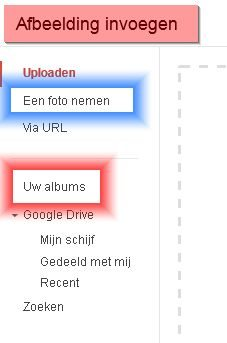 Afbeelding invoegen
Uploaden
Een foto nemen
Via URL
Uw albums
Google Drive
Mijn schijf
Gedeeld met mij
Recent
Zoeken